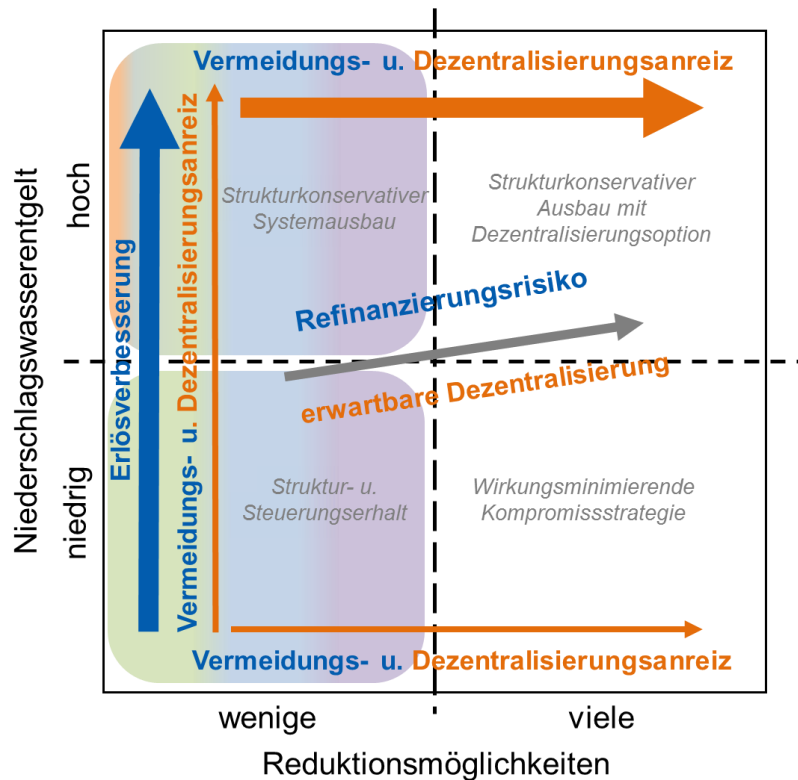 Vermeidungs- u. Dezentralisierungsanreiz
Niederschlagswasserentgelt
hoch
niedrig
Erlösverbesserung
Vermeidungs- u. Dezentralisierungsanreiz
Strukturkonservativer
Systemausbau
Strukturkonservativer
Ausbau mit
Dezentralisierungsoption
Refinanzierungsrisiko
erwartbare Dezentralisierung
Struktur- u.
Steuerungserhalt
Wirkungsminimierende
Kompromissstrategie
Vermeidungs- u. Dezentralisierungsanreiz
wenige
viele
Reduktionsmöglichkeiten